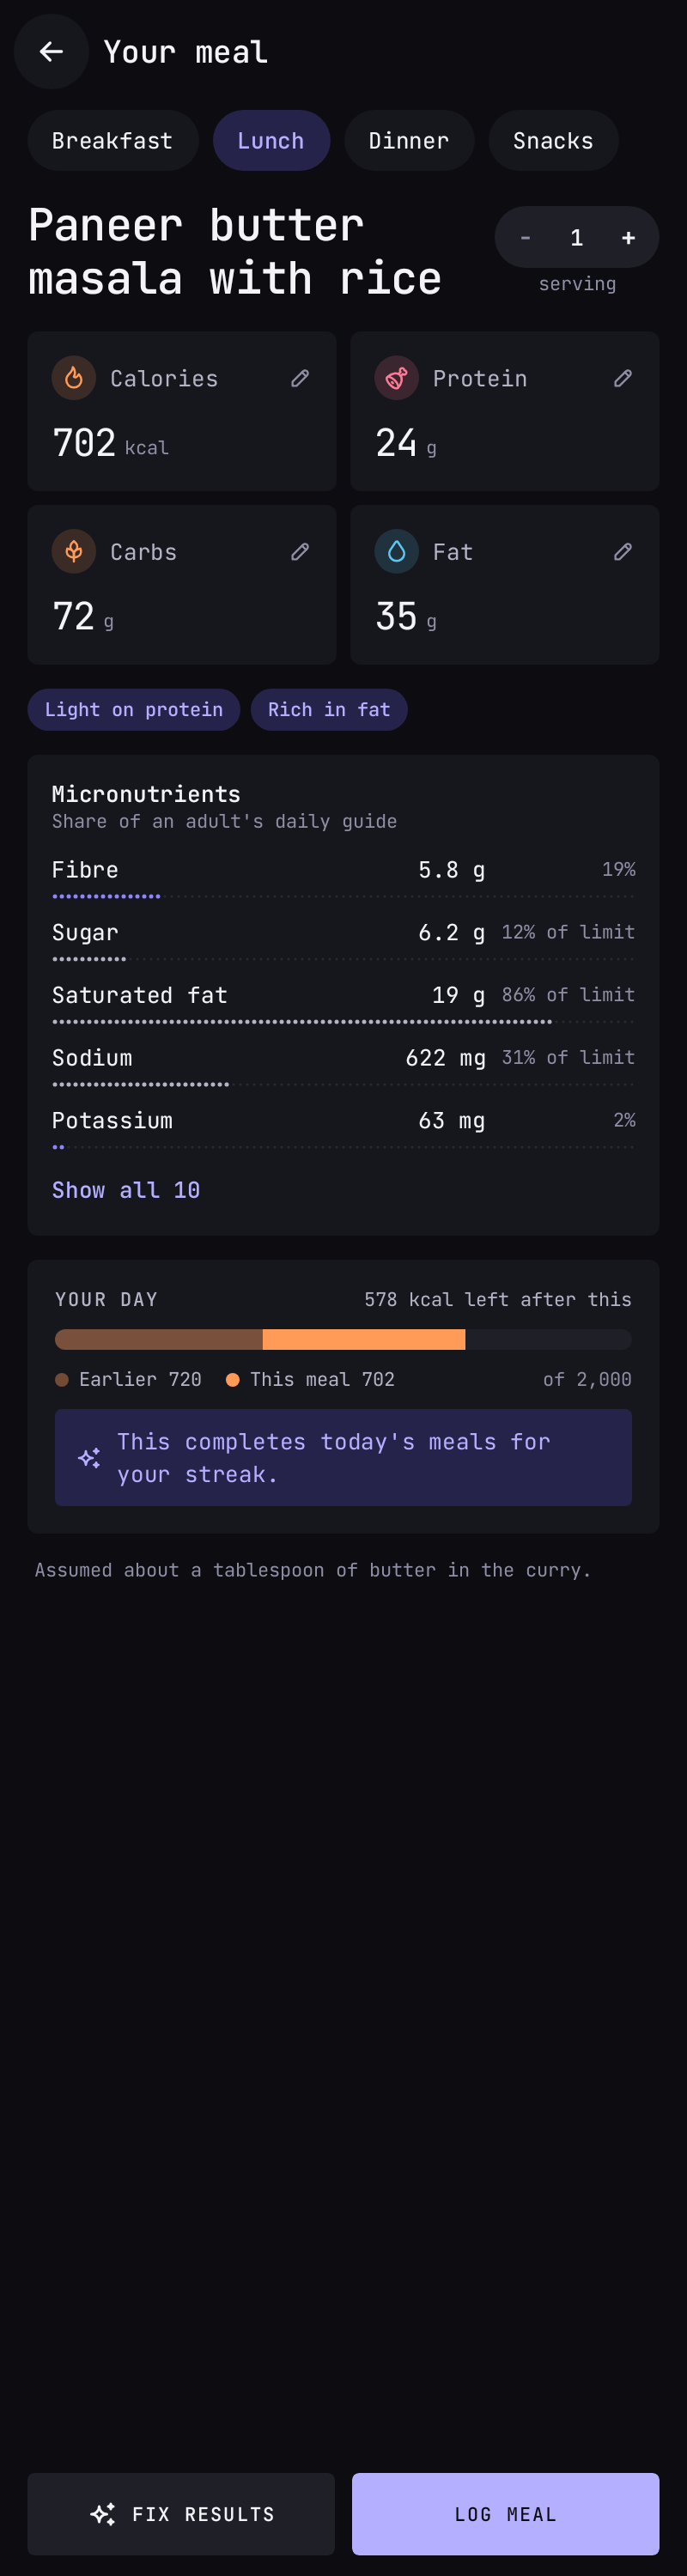 Your meal
Breakfast Lunch Dinner Snacks
Paneer butter
masala with rice
- 1 +
serving
Calories
702 kcal
Protein
24 g
Carbs
72 g
Fat
35 g
Light on protein Rich in fat
Micronutrients
Share of an adult's daily guide
Fibre 5.8 g 19%
Sugar 6.2 g 12% of limit
Saturated fat 19 g 86% of limit
Sodium 622 mg 31% of limit
Potassium 63 mg 2%
Show all 10
YOUR DAY 578 kcal left after this
Earlier 720 This meal 702 of 2,000
This completes today's meals for
your streak.
Assumed about a tablespoon of butter in the curry.
FIX RESULTS LOG MEAL